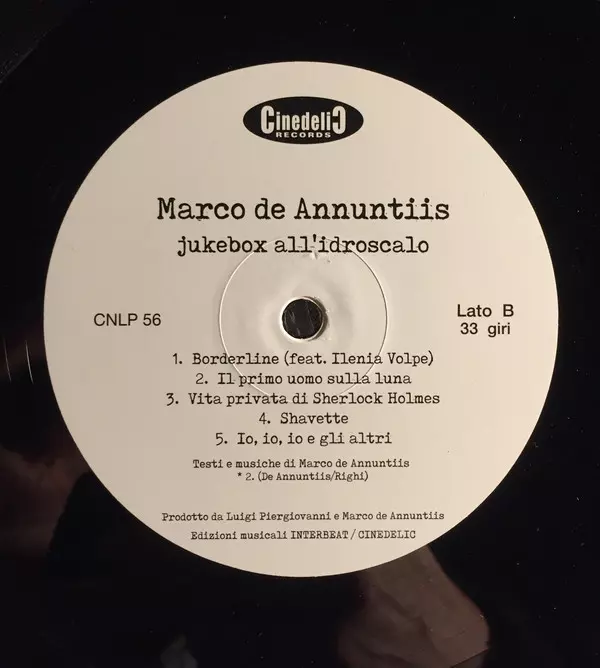 CinedeliC
RECORDS
Marco de Annuntiis
jukebox all'idroscalo
CNLP 56
Lato B
33 giri
1. Borderline (feat. Ilenia Volpe)
2. Il primo uomo sulla luna
3. Vita privata di Sherlock Holmes
4. Shavette
5. Io, io, io e gli altri
Testi e musiche di Marco de Annuntiis
* 2. (De Annuntiis/Righi)
Prodotto da Luigi Piergiovanni e Marco de Annuntiis
Edizioni musicali INTERBEAT / CINEDELIC